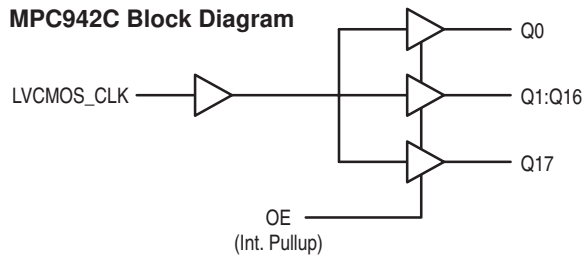 MPC942C Block Diagram
Q0
LVCMOS_CLK
Q1:Q16
Q17
OE
(Int. Pullup)